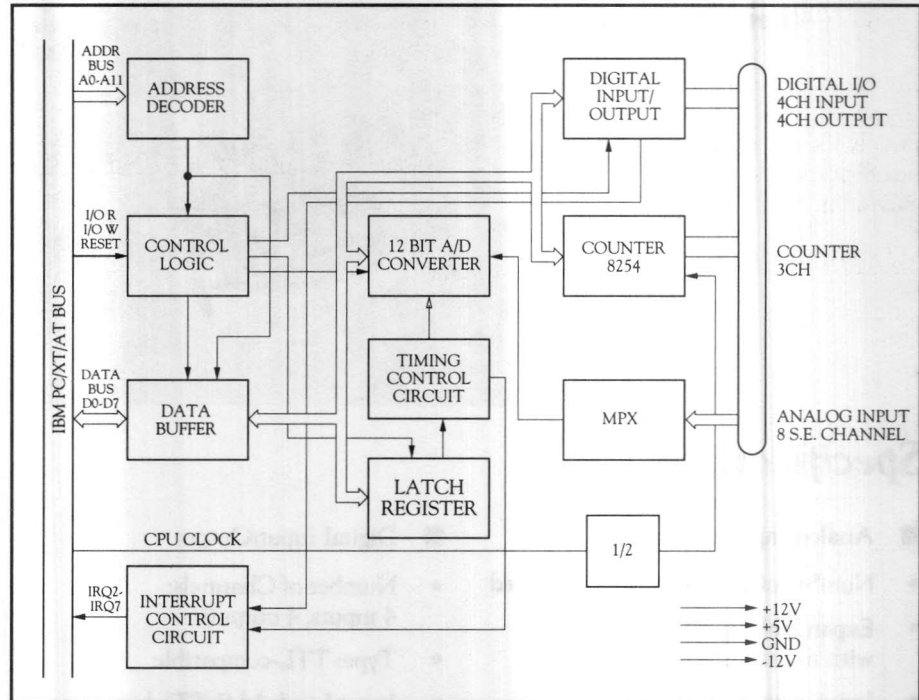 ADDR
BUS
A0-A11
ADDRESS
DECODER
DIGITAL
INPUT/
OUTPUT
DIGITAL I/O
4CH INPUT
4CH OUTPUT
I/O R
I/O W
RESET
CONTROL
LOGIC
12 BIT A/D
CONVERTER
COUNTER
8254
COUNTER
3CH
IBM PC/XT/AT BUS
DATA
BUS
D0-D7
DATA
BUFFER
TIMING
CONTROL
CIRCUIT
MPX
ANALOG INPUT
8 S.E. CHANNEL
LATCH
REGISTER
CPU CLOCK
1/2
IRQ2-
IRQ7
INTERRUPT
CONTROL
CIRCUIT
+12V
+5V
GND
-12V